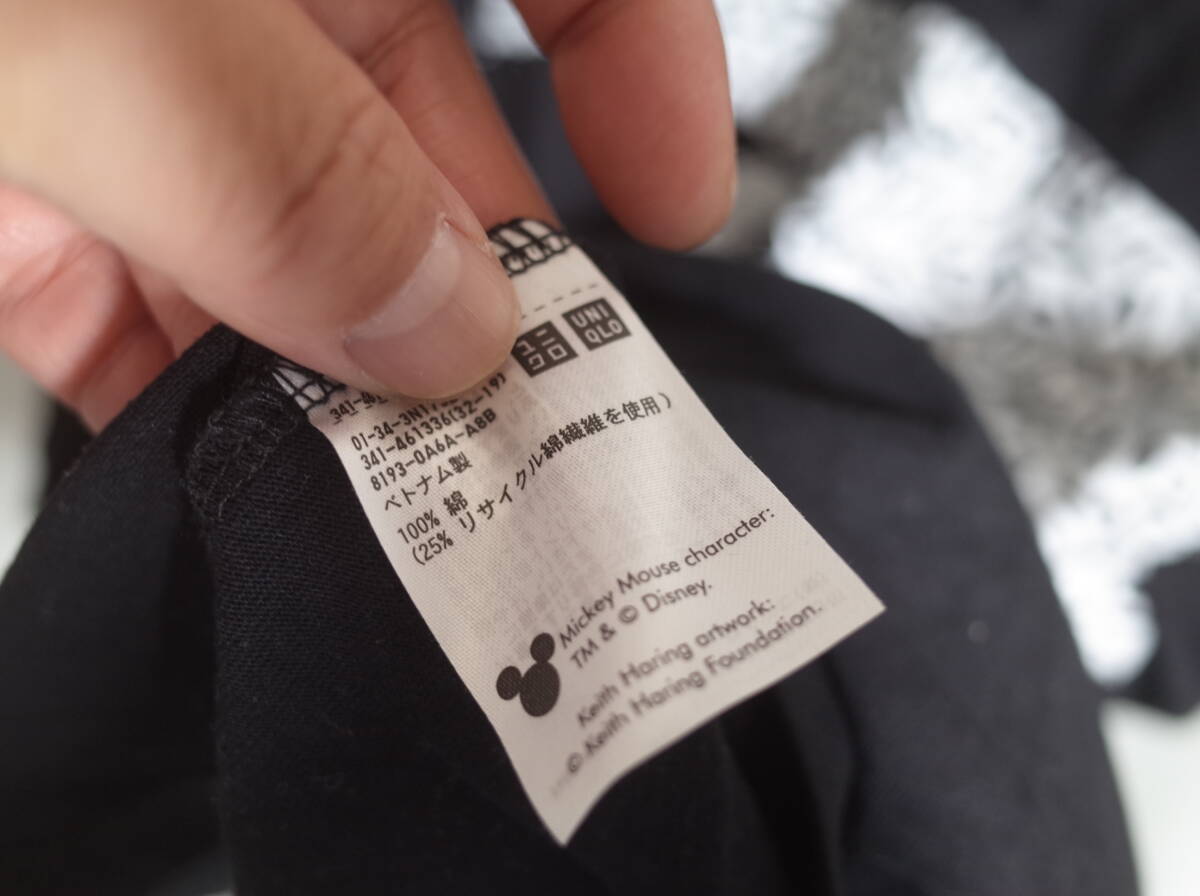 ユニ
クロ
UNI
QLO
01-34-3N
341-461336(32-19)
8193-0A6A-A8B
ベトナム製
100% 綿
(25% リサイクル綿繊維を使用)
Mickey Mouse character:
TM & © Disney.
Keith Haring artwork:
© Keith Haring Foundation.